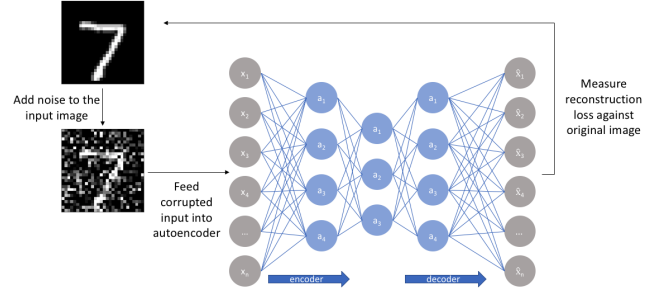 Add noise to the
input image
Feed
corrupted
input into
autoencoder
x₁
x₂
x₃
x₄
...
xₙ
a₁
a₂
a₃
a₄
a₁
a₂
a₃
a₁
a₂
a₃
a₄
x̂₁
x̂₂
x̂₃
x̂₄
...
x̂ₙ
encoder
decoder
Measure
reconstruction
loss against
original image
7
7